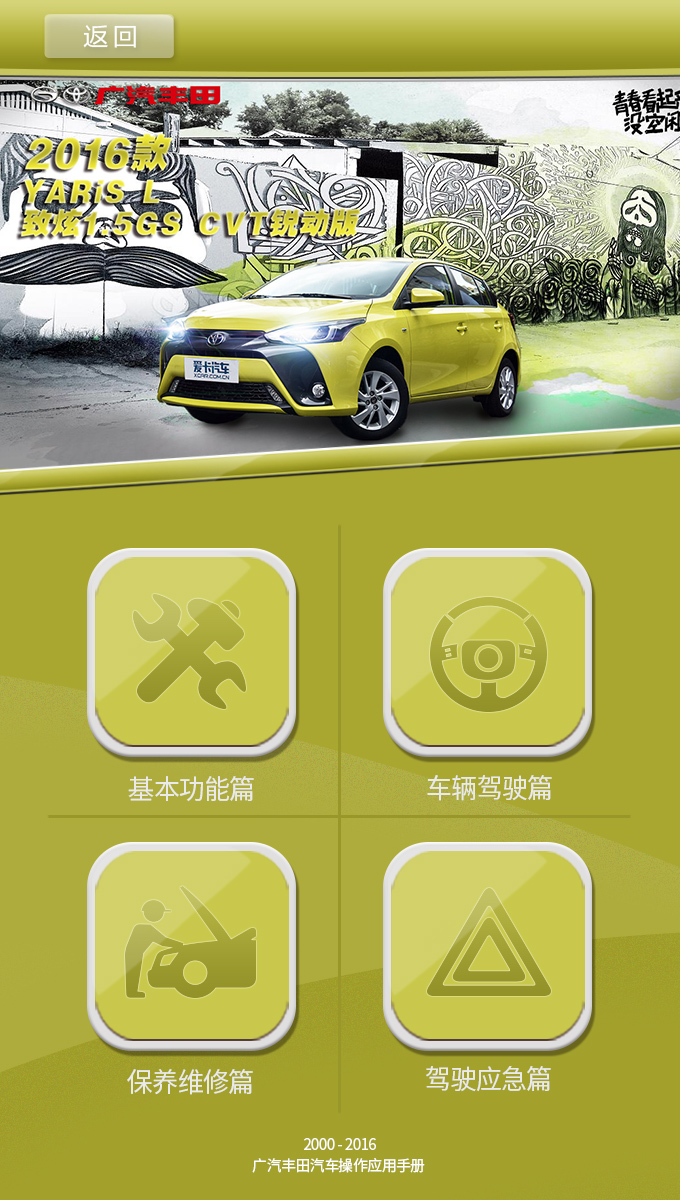 返回
广汽丰田
青春看起
没空闲
2016款
YARiS L
致炫1.5GS CVT锐动版
爱卡汽车
XCAR.COM.CN
基本功能篇
车辆驾驶篇
保养维修篇
驾驶应急篇
2000 - 2016
广汽丰田汽车操作应用手册